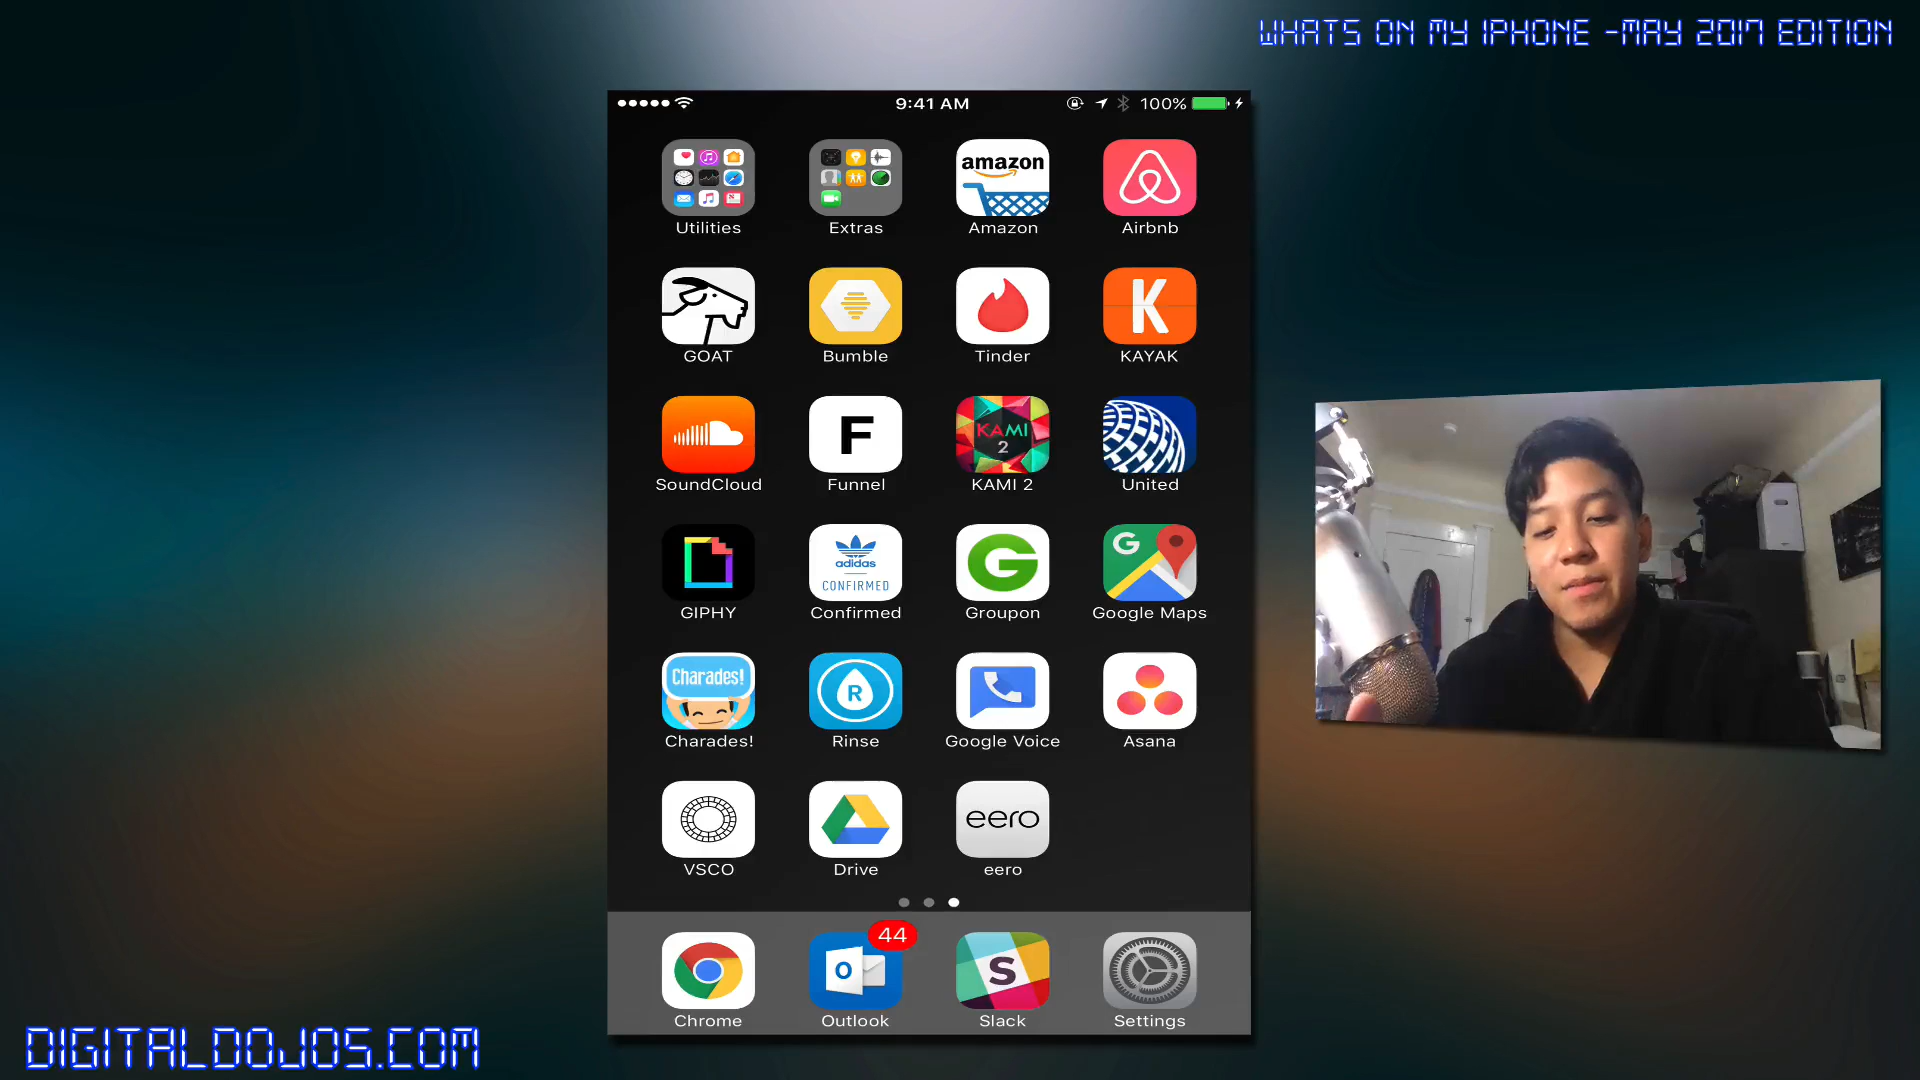 WHATS ON MY IPHONE -MAY 2017 EDITION
9:41 AM
100%
amazon
Utilities
Extras
Amazon
Airbnb
K
GOAT
Bumble
Tinder
KAYAK
F
KAMI
2
SoundCloud
Funnel
KAMI 2
United
adidas
CONFIRMED
G
G
GIPHY
Confirmed
Groupon
Google Maps
Charades!
R
Charades!
Rinse
Google Voice
Asana
eero
VSCO
Drive
eero
44
O
S
Chrome
Outlook
Slack
Settings
DIGITALDOJOS.COM